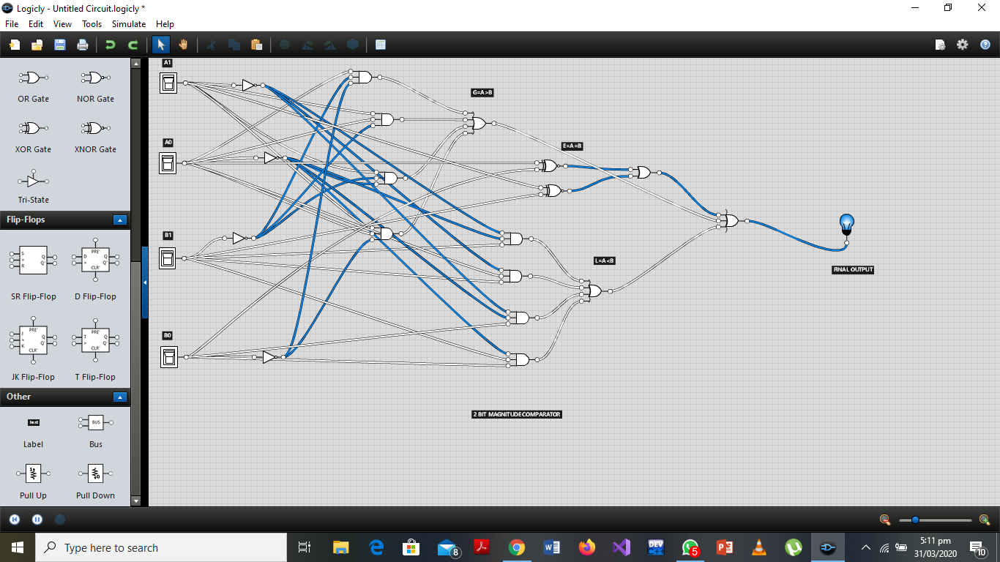 Logicly - Untitled Circuit.logicly *
File Edit View Tools Simulate Help
OR Gate NOR Gate
XOR Gate XNOR Gate
Tri-State
Flip-Flops
S Q
>
R Q'
PRE'
D Q
> Q'
CLR'
SR Flip-Flop D Flip-Flop
PRE'
J Q
>
K Q'
CLR'
PRE'
T Q
> Q'
CLR'
JK Flip-Flop T Flip-Flop
Other
text BUS
Label Bus
Pull Up Pull Down
A1
A0
B1
B0
G=A>B
E=A=B
L=A<B
FINAL OUTPUT
2 BIT MAGNITUDE COMPARATOR
Type here to search
8
W
DEV
5
P
5:11 pm
31/03/2020
10